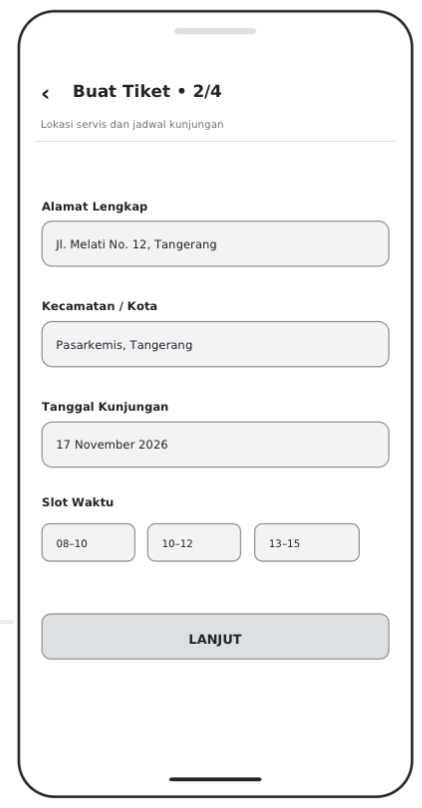 ‹ Buat Tiket • 2/4
Lokasi servis dan jadwal kunjungan
Alamat Lengkap
Jl. Melati No. 12, Tangerang
Kecamatan / Kota
Pasarkemis, Tangerang
Tanggal Kunjungan
17 November 2026
Slot Waktu
08–10 10–12 13–15
LANJUT